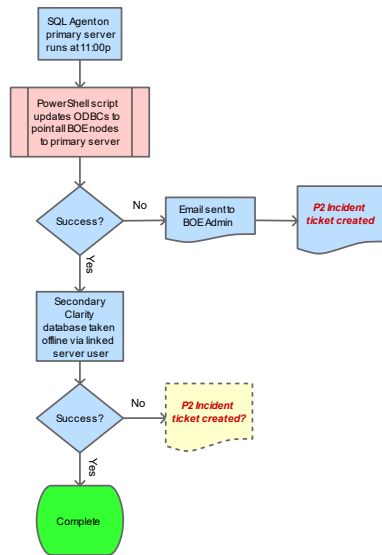 SQL Agent on
primary server
runs at 11:00p
PowerShell script
updates ODBCs to
point all BOE nodes
to primary server
Success?
No
Email sent to
BOE Admin
P2 Incident
ticket created
Yes
Secondary
Clarity
database taken
offline via linked
server user
Success?
No
P2 Incident
ticket created?
Yes
Complete